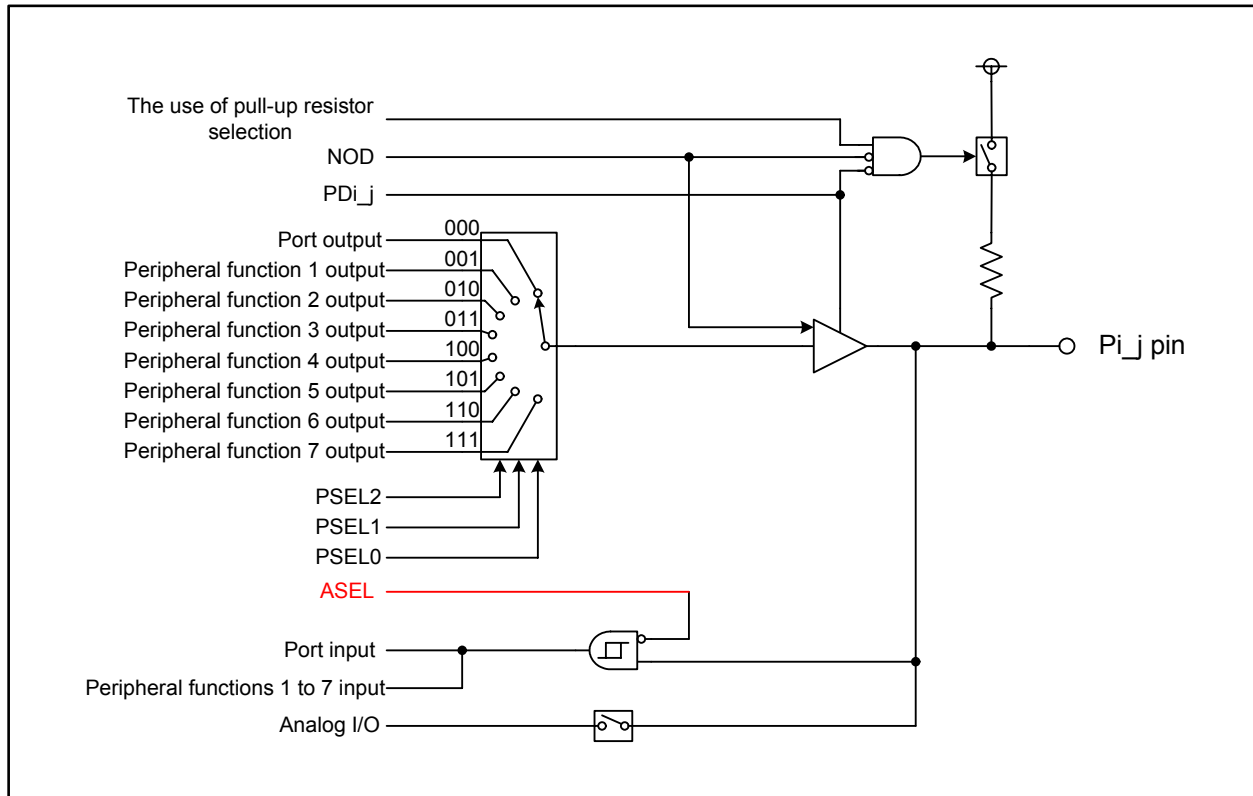 The use of pull-up resistor
selection
NOD
PDi_j
Port output 000
Peripheral function 1 output 001
Peripheral function 2 output 010
Peripheral function 3 output 011
Peripheral function 4 output 100
Peripheral function 5 output 101
Peripheral function 6 output 110
Peripheral function 7 output 111
Pi_j pin
PSEL2
PSEL1
PSEL0
ASEL
Port input
Peripheral functions 1 to 7 input
Analog I/O